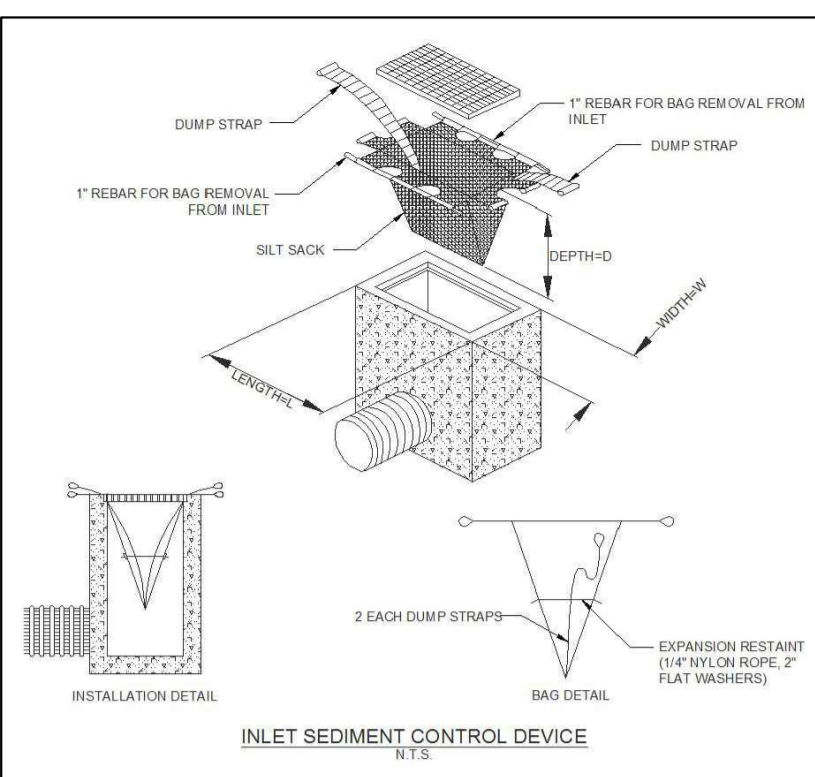 DUMP STRAP
1" REBAR FOR BAG REMOVAL FROM
INLET
DUMP STRAP
1" REBAR FOR BAG REMOVAL
FROM INLET
SILT SACK
DEPTH=D
WIDTH=W
LENGTH=L
2 EACH DUMP STRAPS
EXPANSION RESTAINT
(1/4" NYLON ROPE, 2"
FLAT WASHERS)
INSTALLATION DETAIL
BAG DETAIL
INLET SEDIMENT CONTROL DEVICE
N.T.S.